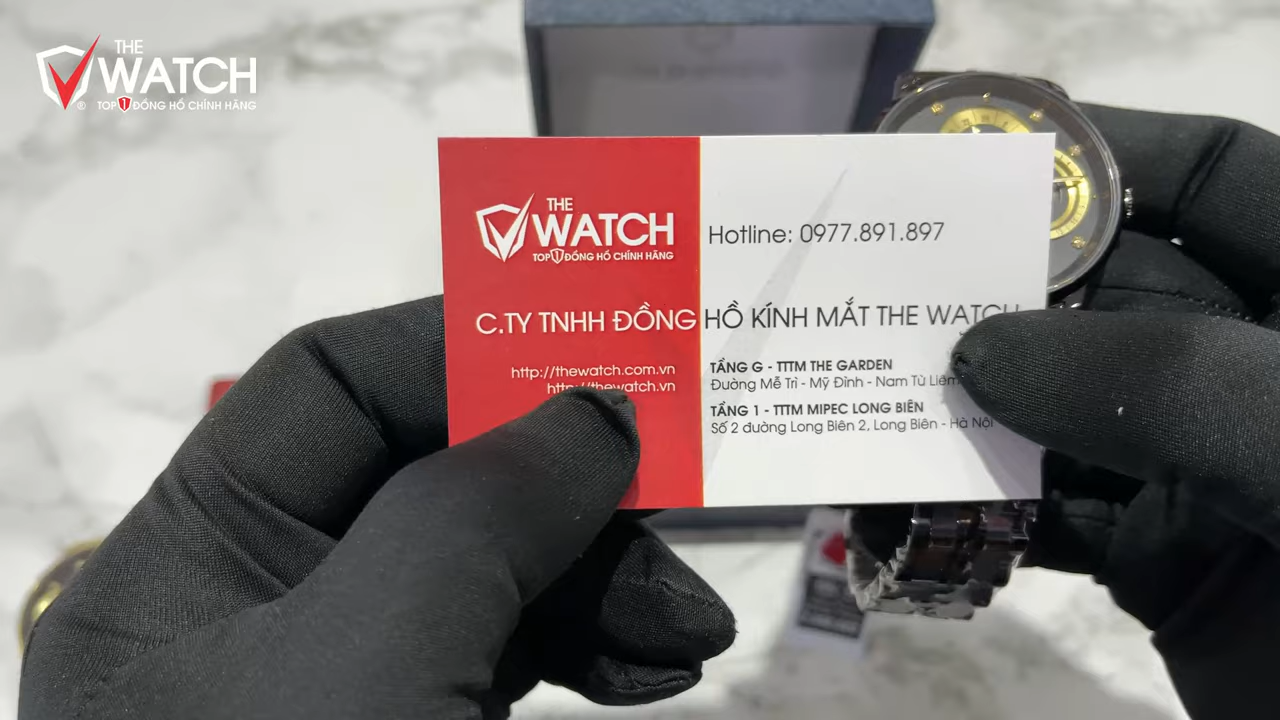 THE
WATCH
®
TOP 1 ĐỒNG HỒ CHÍNH HÃNG
THE
WATCH
TOP 1 ĐỒNG HỒ CHÍNH HÃNG
Hotline: 0977.891.897
C.TY TNHH ĐỒNG HỒ KÍNH MẮT THE WATCH
http://thewatch.com.vn
http://thewatch.vn
TẦNG G - TTTM THE GARDEN
Đường Mễ Trì - Mỹ Đình - Nam Từ Liêm
TẦNG 1 - TTTM MIPEC LONG BIÊN
Số 2 đường Long Biên 2, Long Biên - Hà Nội